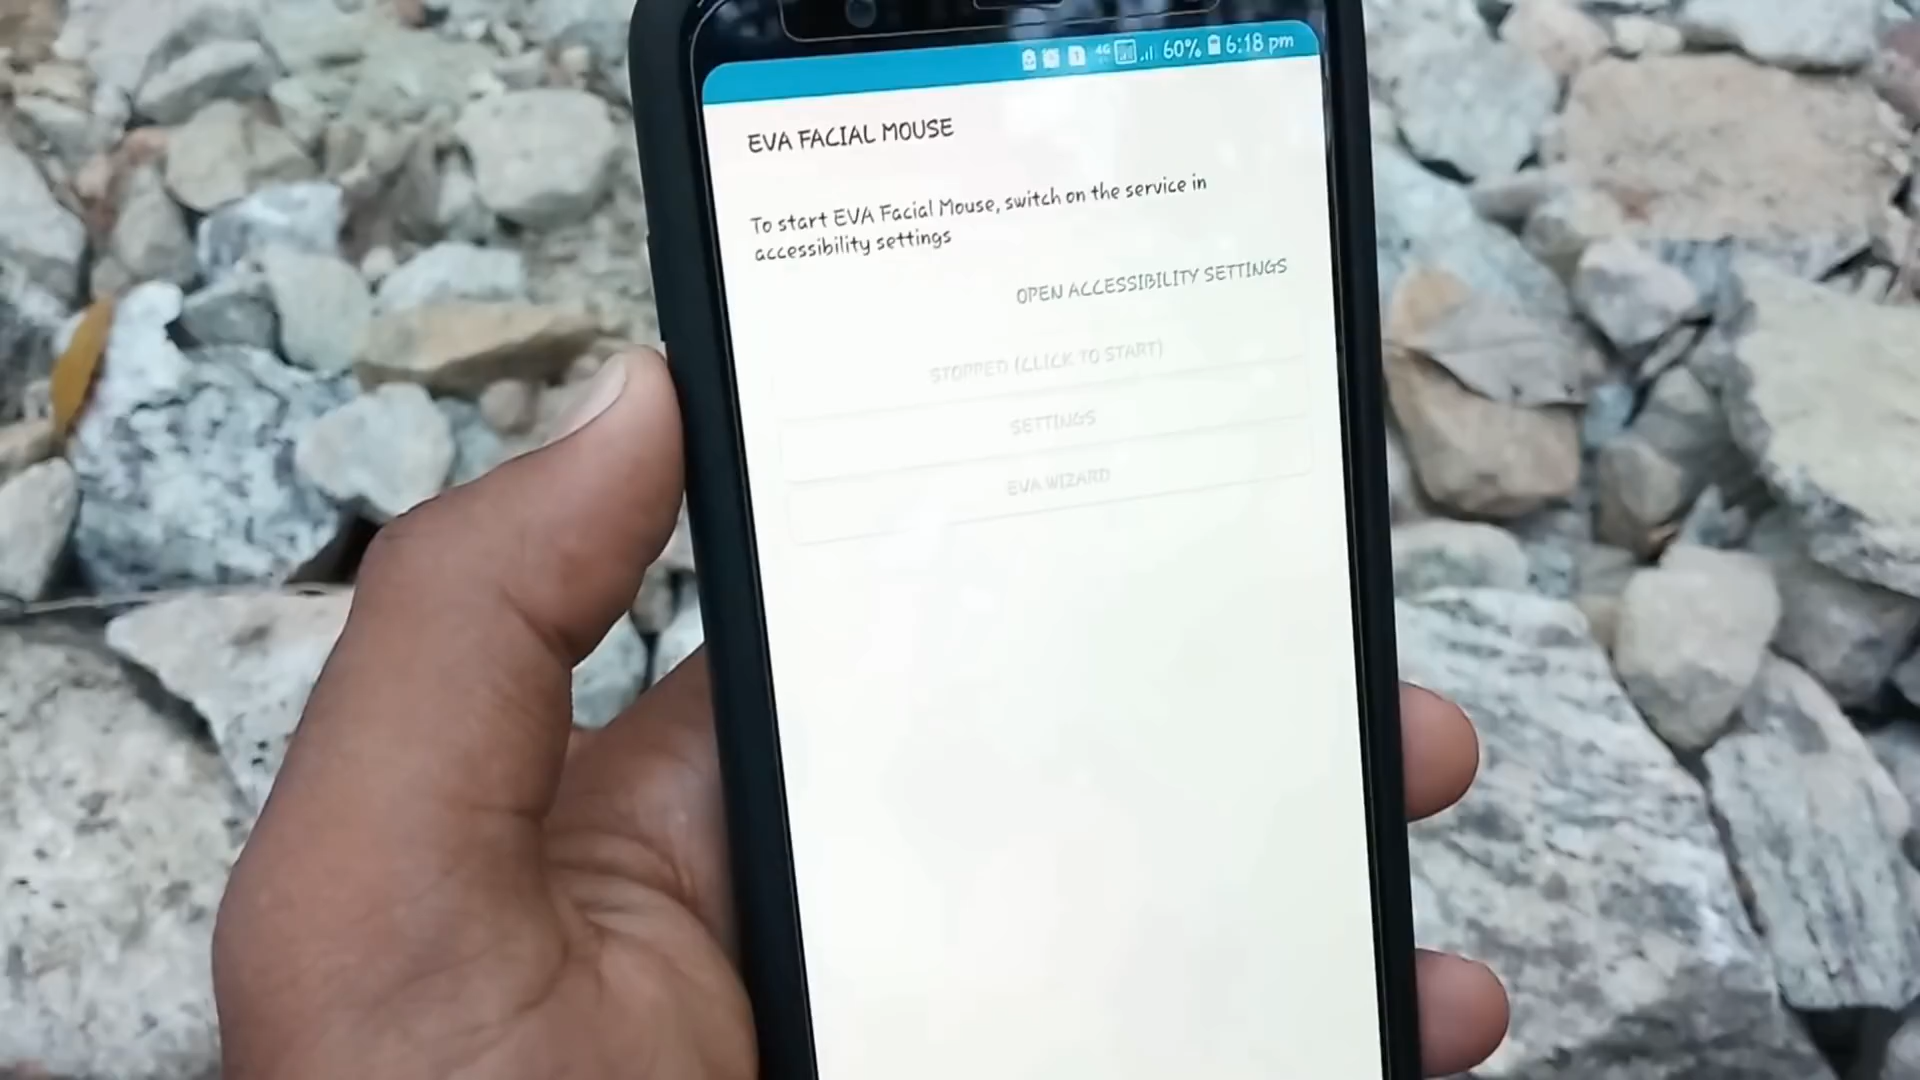 4G 60% 6:18 pm
EVA FACIAL MOUSE
To start EVA Facial Mouse, switch on the service in
accessibility settings
OPEN ACCESSIBILITY SETTINGS
STOPPED (CLICK TO START)
SETTINGS
EVA WIZARD